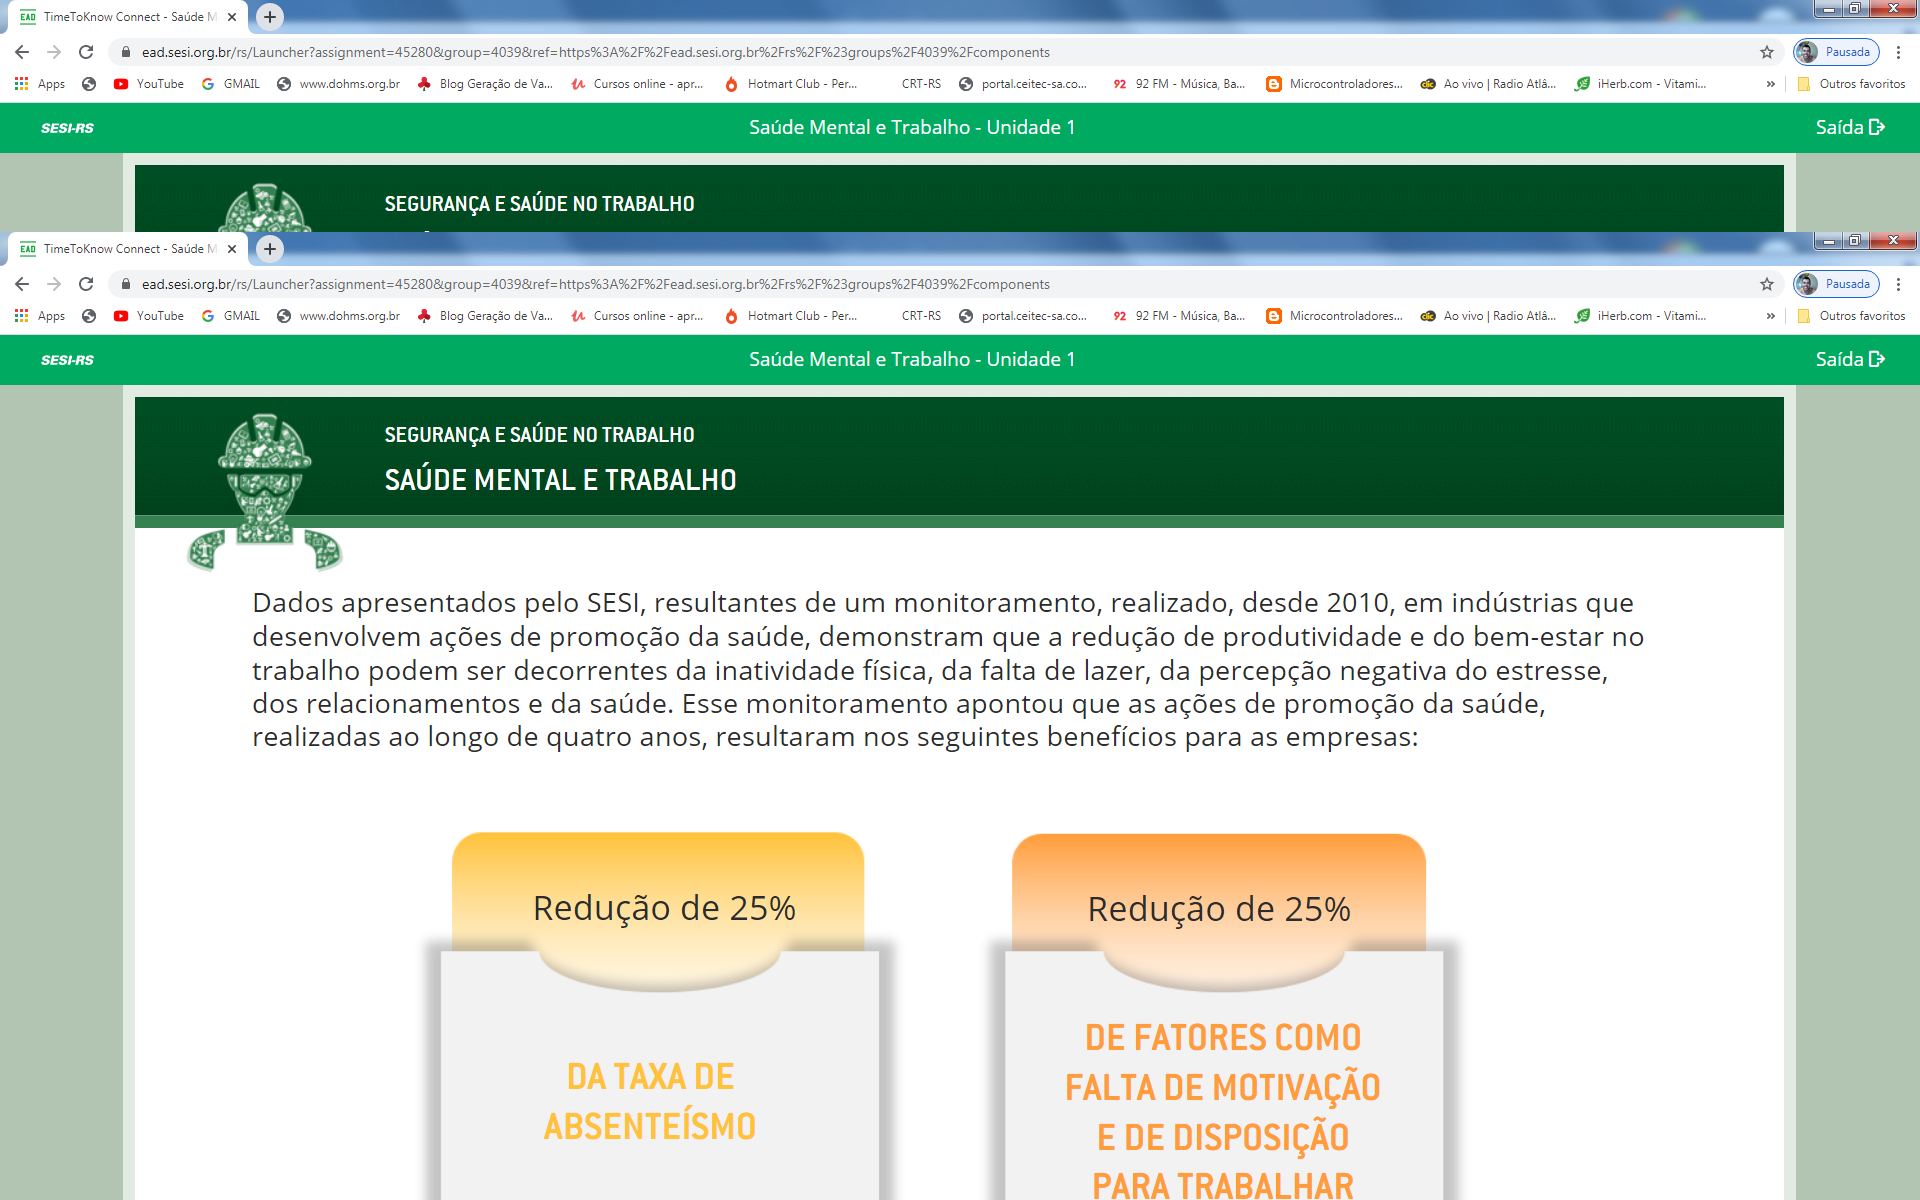 EAD TimeToKnow Connect - Saúde M
ead.sesi.org.br/rs/Launcher?assignment=45280&group=4039&ref=https%3A%2F%2Fead.sesi.org.br%2Frs%2F%23groups%2F4039%2Fcomponents
Pausada
Apps YouTube GMAIL www.dohms.org.br Blog Geração de Va... Cursos online - apr... Hotmart Club - Per... CRT-RS portal.ceitec-sa.co... 92 92 FM - Música, Ba... Microcontroladores... Ao vivo | Radio Atlâ... iHerb.com - Vitami... » Outros favoritos
SESI-RS Saúde Mental e Trabalho - Unidade 1 Saída
SEGURANÇA E SAÚDE NO TRABALHO
EAD TimeToKnow Connect - Saúde M
ead.sesi.org.br/rs/Launcher?assignment=45280&group=4039&ref=https%3A%2F%2Fead.sesi.org.br%2Frs%2F%23groups%2F4039%2Fcomponents
Pausada
Apps YouTube GMAIL www.dohms.org.br Blog Geração de Va... Cursos online - apr... Hotmart Club - Per... CRT-RS portal.ceitec-sa.co... 92 92 FM - Música, Ba... Microcontroladores... Ao vivo | Radio Atlâ... iHerb.com - Vitami... » Outros favoritos
SESI-RS Saúde Mental e Trabalho - Unidade 1 Saída
SEGURANÇA E SAÚDE NO TRABALHO
SAÚDE MENTAL E TRABALHO
Dados apresentados pelo SESI, resultantes de um monitoramento, realizado, desde 2010, em indústrias que
desenvolvem ações de promoção da saúde, demonstram que a redução de produtividade e do bem-estar no
trabalho podem ser decorrentes da inatividade física, da falta de lazer, da percepção negativa do estresse,
dos relacionamentos e da saúde. Esse monitoramento apontou que as ações de promoção da saúde,
realizadas ao longo de quatro anos, resultaram nos seguintes benefícios para as empresas:
Redução de 25%
DA TAXA DE
ABSENTEÍSMO
Redução de 25%
DE FATORES COMO
FALTA DE MOTIVAÇÃO
E DE DISPOSIÇÃO
PARA TRABALHAR